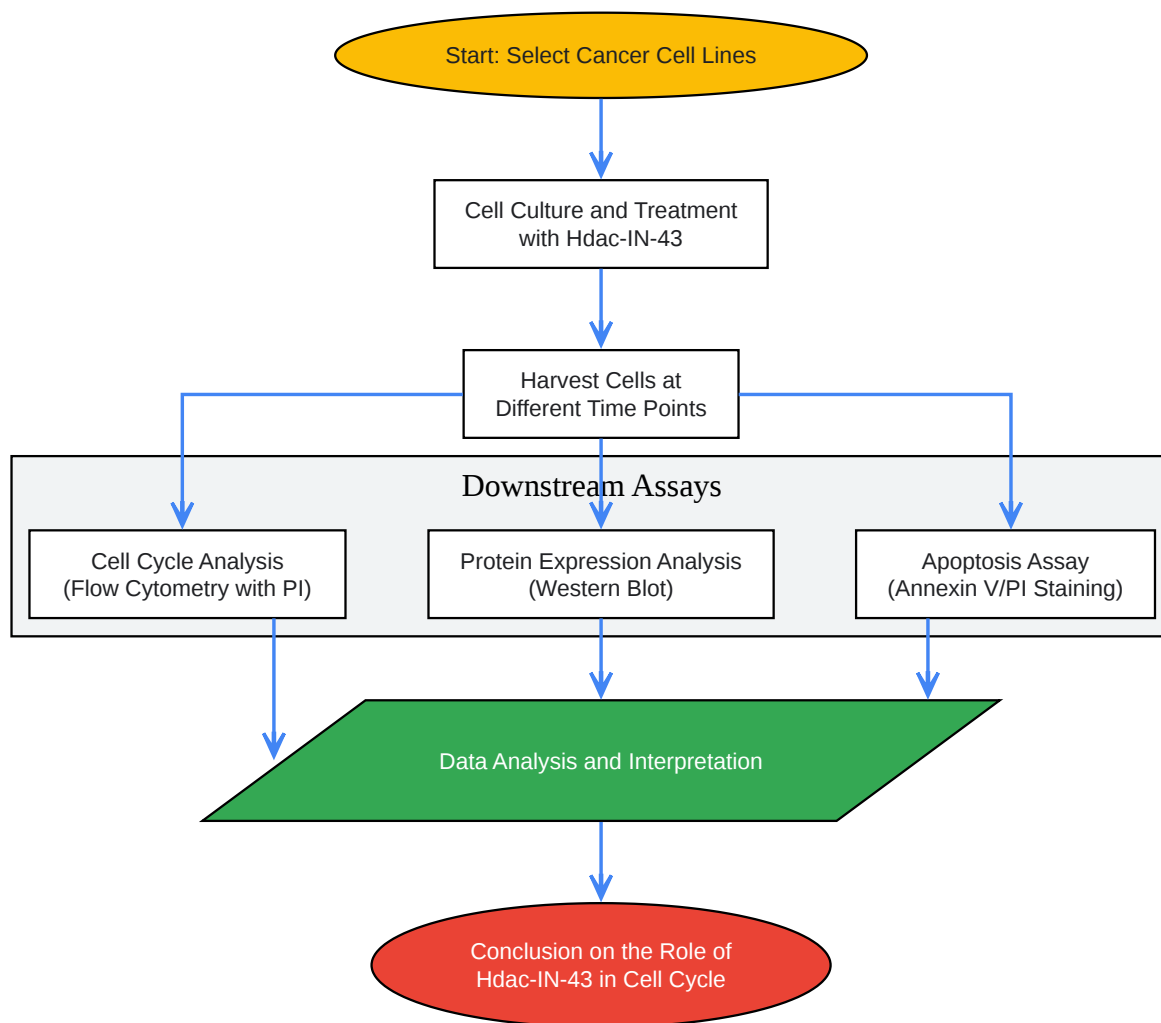 Start: Select Cancer Cell Lines
Cell Culture and Treatment
with Hdac-IN-43
Harvest Cells at
Different Time Points
Downstream Assays
Cell Cycle Analysis
(Flow Cytometry with PI)
Protein Expression Analysis
(Western Blot)
Apoptosis Assay
(Annexin V/PI Staining)
Data Analysis and Interpretation
Conclusion on the Role of
Hdac-IN-43 in Cell Cycle